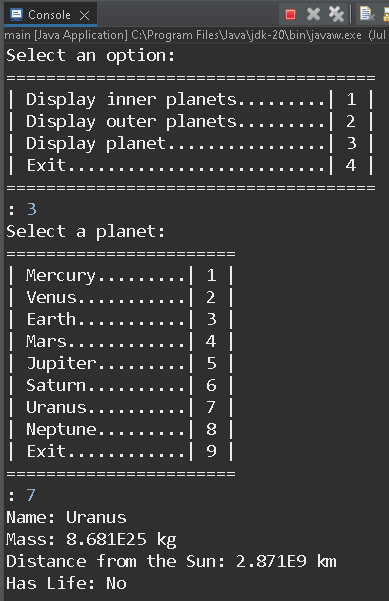 Console
main [Java Application] C:\Program Files\Java\jdk-20\bin\javaw.exe (Jul
Select an option:
=====================================
| Display inner planets.........| 1 |
| Display outer planets.........| 2 |
| Display planet................| 3 |
| Exit..........................| 4 |
=====================================
: 3
Select a planet:
=======================
| Mercury.........| 1 |
| Venus...........| 2 |
| Earth...........| 3 |
| Mars............| 4 |
| Jupiter.........| 5 |
| Saturn..........| 6 |
| Uranus..........| 7 |
| Neptune.........| 8 |
| Exit............| 9 |
=======================
: 7
Name: Uranus
Mass: 8.681E25 kg
Distance from the Sun: 2.871E9 km
Has Life: No